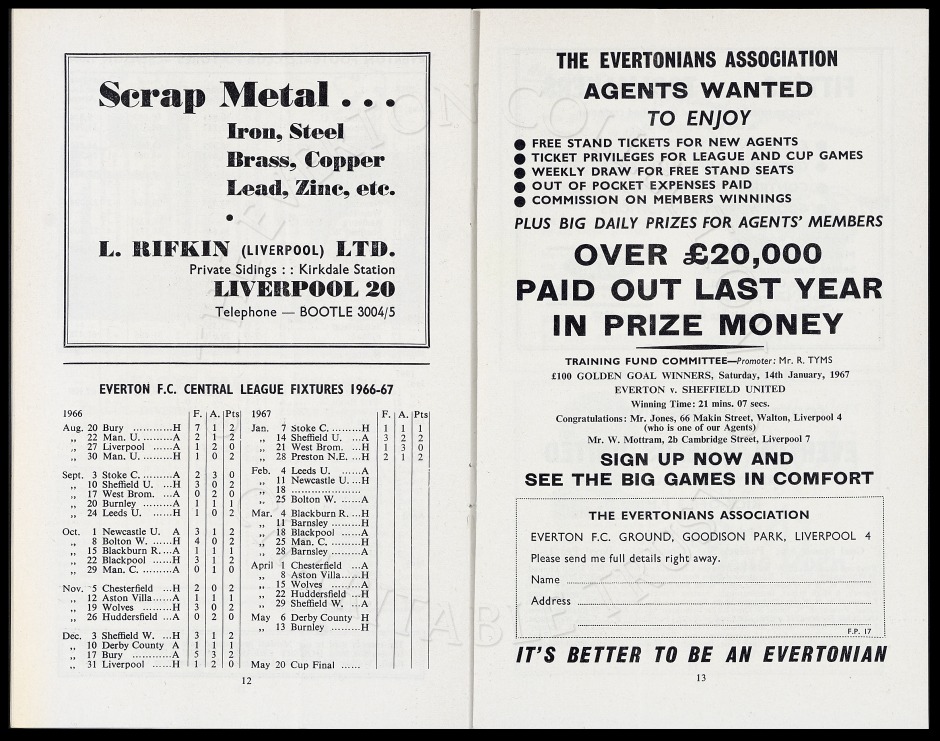 Scrap Metal . . .
Iron, Steel
Brass, Copper
Lead, Zinc, etc.
L. RIFKIN (LIVERPOOL) LTD.
Private Sidings : : Kirkdale Station
LIVERPOOL 20
Telephone — BOOTLE 3004/5
EVERTON F.C. CENTRAL LEAGUE FIXTURES 1966-67
1966 F. A. Pts
Aug. 20 Bury ............H 7 1 2
,, 22 Man. U. .........A 2 1 2
,, 27 Liverpool ......A 1 2 0
,, 30 Man. U. .........H 1 0 2
Sept. 3 Stoke C. .........A 2 3 0
,, 10 Sheffield U. ...H 3 0 2
,, 17 West Brom. ...A 0 2 0
,, 20 Burnley .........A 1 1 1
,, 24 Leeds U. .........H 1 0 2
Oct. 1 Newcastle U. A 3 1 2
,, 8 Bolton W. ......H 4 0 2
,, 15 Blackburn R....A 1 1 1
,, 22 Blackpool ......H 3 1 2
,, 29 Man. C. .........A 0 1 0
Nov. 5 Chesterfield ...H 2 0 2
,, 12 Aston Villa......A 1 1 1
,, 19 Wolves .........H 3 0 2
,, 26 Huddersfield ...A 0 2 0
Dec. 3 Sheffield W. ...H 3 1 2
,, 10 Derby County A 1 1 1
,, 17 Bury ............A 5 3 2
,, 31 Liverpool ......H 1 2 0
1967 F. A. Pts
Jan. 7 Stoke C. .........H 1 1 1
,, 14 Sheffield U. ...A 3 2 2
,, 21 West Brom. ...H 1 3 0
,, 28 Preston N.E. ...H 2 1 2
Feb. 4 Leeds U. ......A
,, 11 Newcastle U. ...H
,, 18 .....................
,, 25 Bolton W. ......A
Mar. 4 Blackburn R. ...H
,, 11 Barnsley .........H
,, 18 Blackpool ......A
,, 25 Man. C. .........H
,, 28 Barnsley .........A
April 1 Chesterfield ...A
,, 8 Aston Villa......H
,, 15 Wolves .........A
,, 22 Huddersfield ...H
,, 29 Sheffield W. ...A
May 6 Derby County H
,, 13 Burnley .........H
May 20 Cup Final ......
12
THE EVERTONIANS ASSOCIATION
AGENTS WANTED
TO ENJOY
● FREE STAND TICKETS FOR NEW AGENTS
● TICKET PRIVILEGES FOR LEAGUE AND CUP GAMES
● WEEKLY DRAW FOR FREE STAND SEATS
● OUT OF POCKET EXPENSES PAID
● COMMISSION ON MEMBERS WINNINGS
PLUS BIG DAILY PRIZES FOR AGENTS' MEMBERS
OVER £20,000
PAID OUT LAST YEAR
IN PRIZE MONEY
TRAINING FUND COMMITTEE—Promoter: Mr. R. TYMS
£100 GOLDEN GOAL WINNERS, Saturday, 14th January, 1967
EVERTON v. SHEFFIELD UNITED
Winning Time: 21 mins. 07 secs.
Congratulations: Mr. Jones, 66 Makin Street, Walton, Liverpool 4
(who is one of our Agents)
Mr. W. Mottram, 2b Cambridge Street, Liverpool 7
SIGN UP NOW AND
SEE THE BIG GAMES IN COMFORT
THE EVERTONIANS ASSOCIATION
EVERTON F.C. GROUND, GOODISON PARK, LIVERPOOL 4
Please send me full details right away.
Name
Address
F.P. 17
IT'S BETTER TO BE AN EVERTONIAN
13